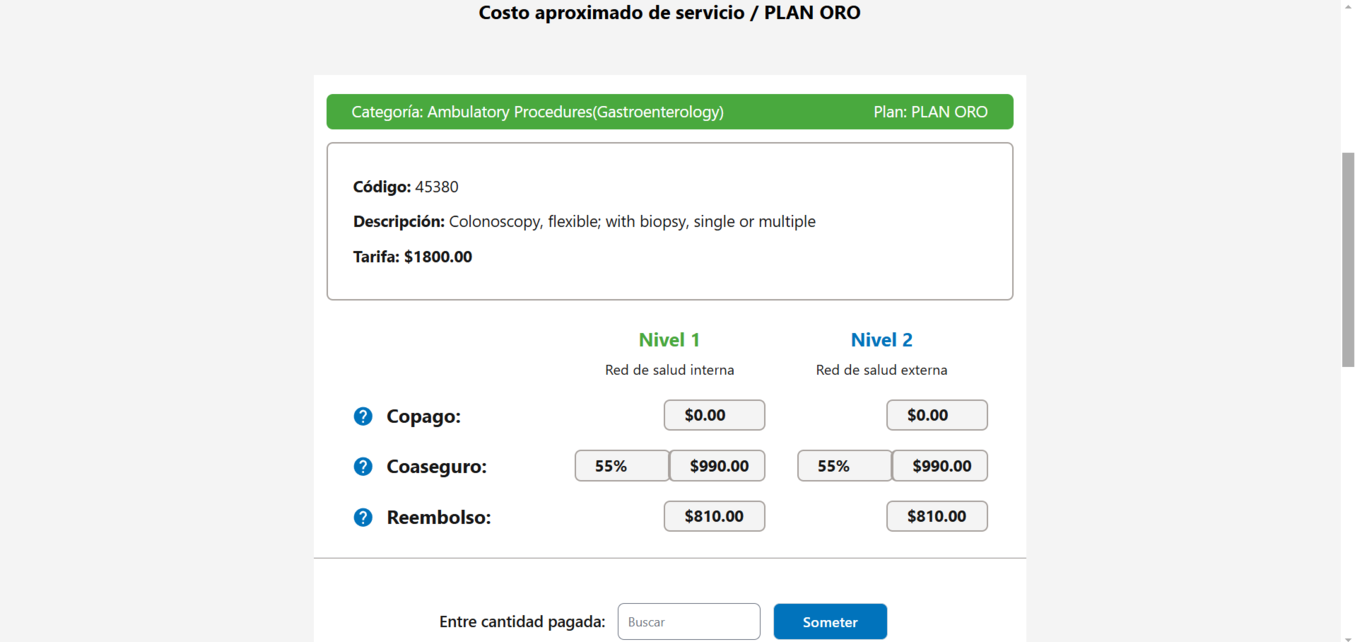 Costo aproximado de servicio / PLAN ORO
Categoría: Ambulatory Procedures(Gastroenterology) Plan: PLAN ORO
Código: 45380
Descripción: Colonoscopy, flexible; with biopsy, single or multiple
Tarifa: $1800.00
Nivel 1 Nivel 2
Red de salud interna Red de salud externa
? Copago: $0.00 $0.00
? Coaseguro: 55% $990.00 55% $990.00
? Reembolso: $810.00 $810.00
Entre cantidad pagada: Buscar Someter